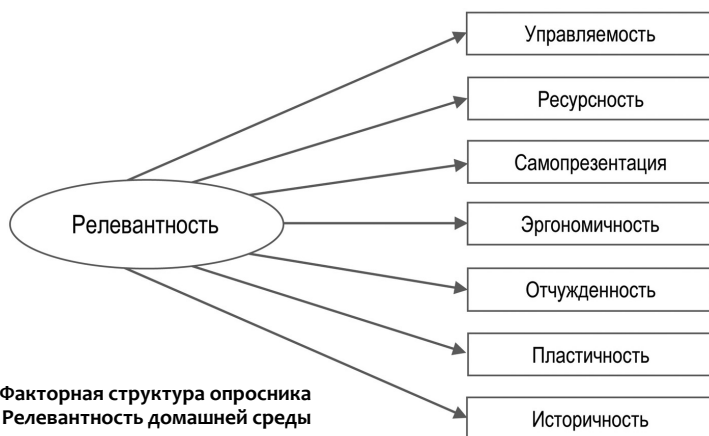 Управляемость
Ресурсность
Самопрезентация
Релевантность
Эргономичность
Отчужденность
Пластичность
Факторная структура опросника
Релевантность домашней среды
Историчность